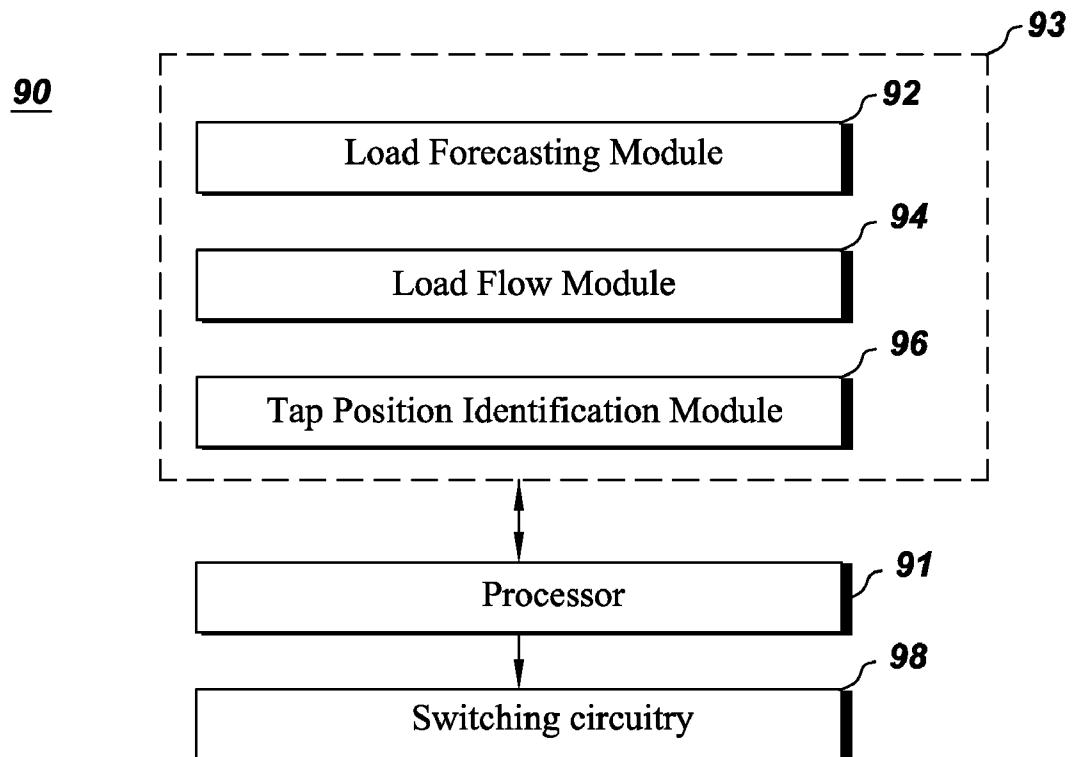 93
90
92
Load Forecasting Module
94
Load Flow Module
96
Tap Position Identification Module
91
Processor
98
Switching circuitry